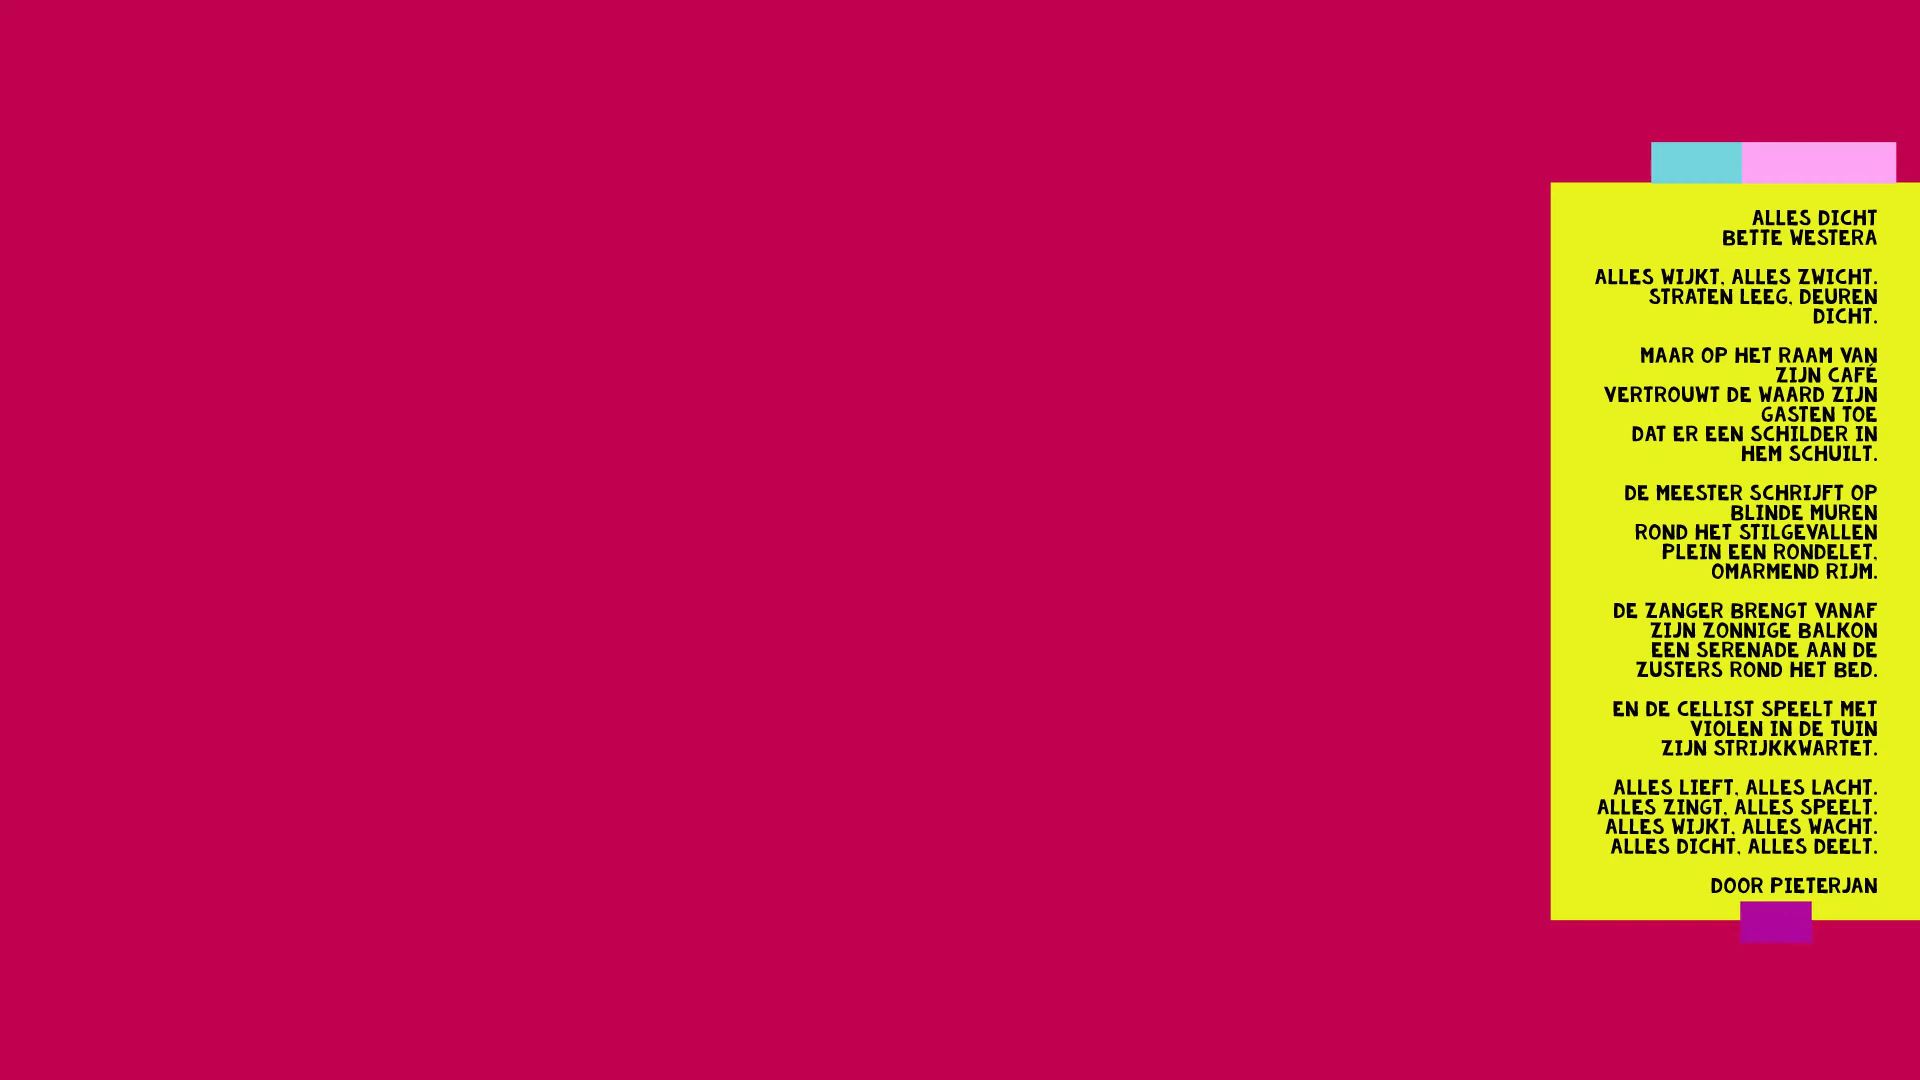 ALLES DICHT
BETTE WESTERA
ALLES WIJKT, ALLES ZWICHT.
STRATEN LEEG, DEUREN
DICHT.
MAAR OP HET RAAM VAN
ZIJN CAFÉ
VERTROUWT DE WAARD ZIJN
GASTEN TOE
DAT ER EEN SCHILDER IN
HEM SCHUILT.
DE MEESTER SCHRIJFT OP
BLINDE MUREN
ROND HET STILGEVALLEN
PLEIN EEN RONDELET,
OMARMEND RIJM.
DE ZANGER BRENGT VANAF
ZIJN ZONNIGE BALKON
EEN SERENADE AAN DE
ZUSTERS ROND HET BED.
EN DE CELLIST SPEELT MET
VIOLEN IN DE TUIN
ZIJN STRIJKKWARTET.
ALLES LIEFT, ALLES LACHT.
ALLES ZINGT, ALLES SPEELT.
ALLES WIJKT, ALLES WACHT.
ALLES DICHT, ALLES DEELT.
DOOR PIETERJAN